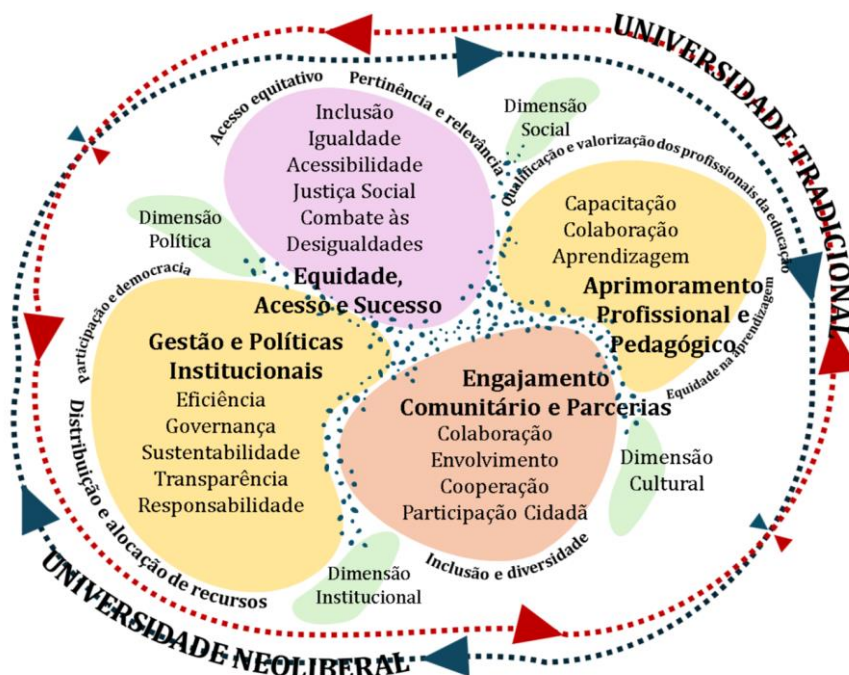 UNIVERSIDADE TRADICIONAL
Acesso equitativo
Pertinência e relevância
Inclusão
Igualdade
Acessibilidade
Justiça Social
Combate às
Desigualdades
Equidade,
Acesso e Sucesso
Dimensão
Social
Qualificação e valorização dos profissionais da educação
Capacitação
Colaboração
Aprendizagem
Aprimoramento
Profissional e
Pedagógico
Equidade na aprendizagem
Dimensão
Política
Participação e democracia
Gestão e Políticas
Institucionais
Eficiência
Governança
Sustentabilidade
Transparência
Responsabilidade
Distribuição e alocação de recursos
Engajamento
Comunitário e Parcerias
Colaboração
Envolvimento
Cooperação
Participação Cidadã
Inclusão e diversidade
Dimensão
Cultural
Dimensão
Institucional
UNIVERSIDADE NEOLIBERAL